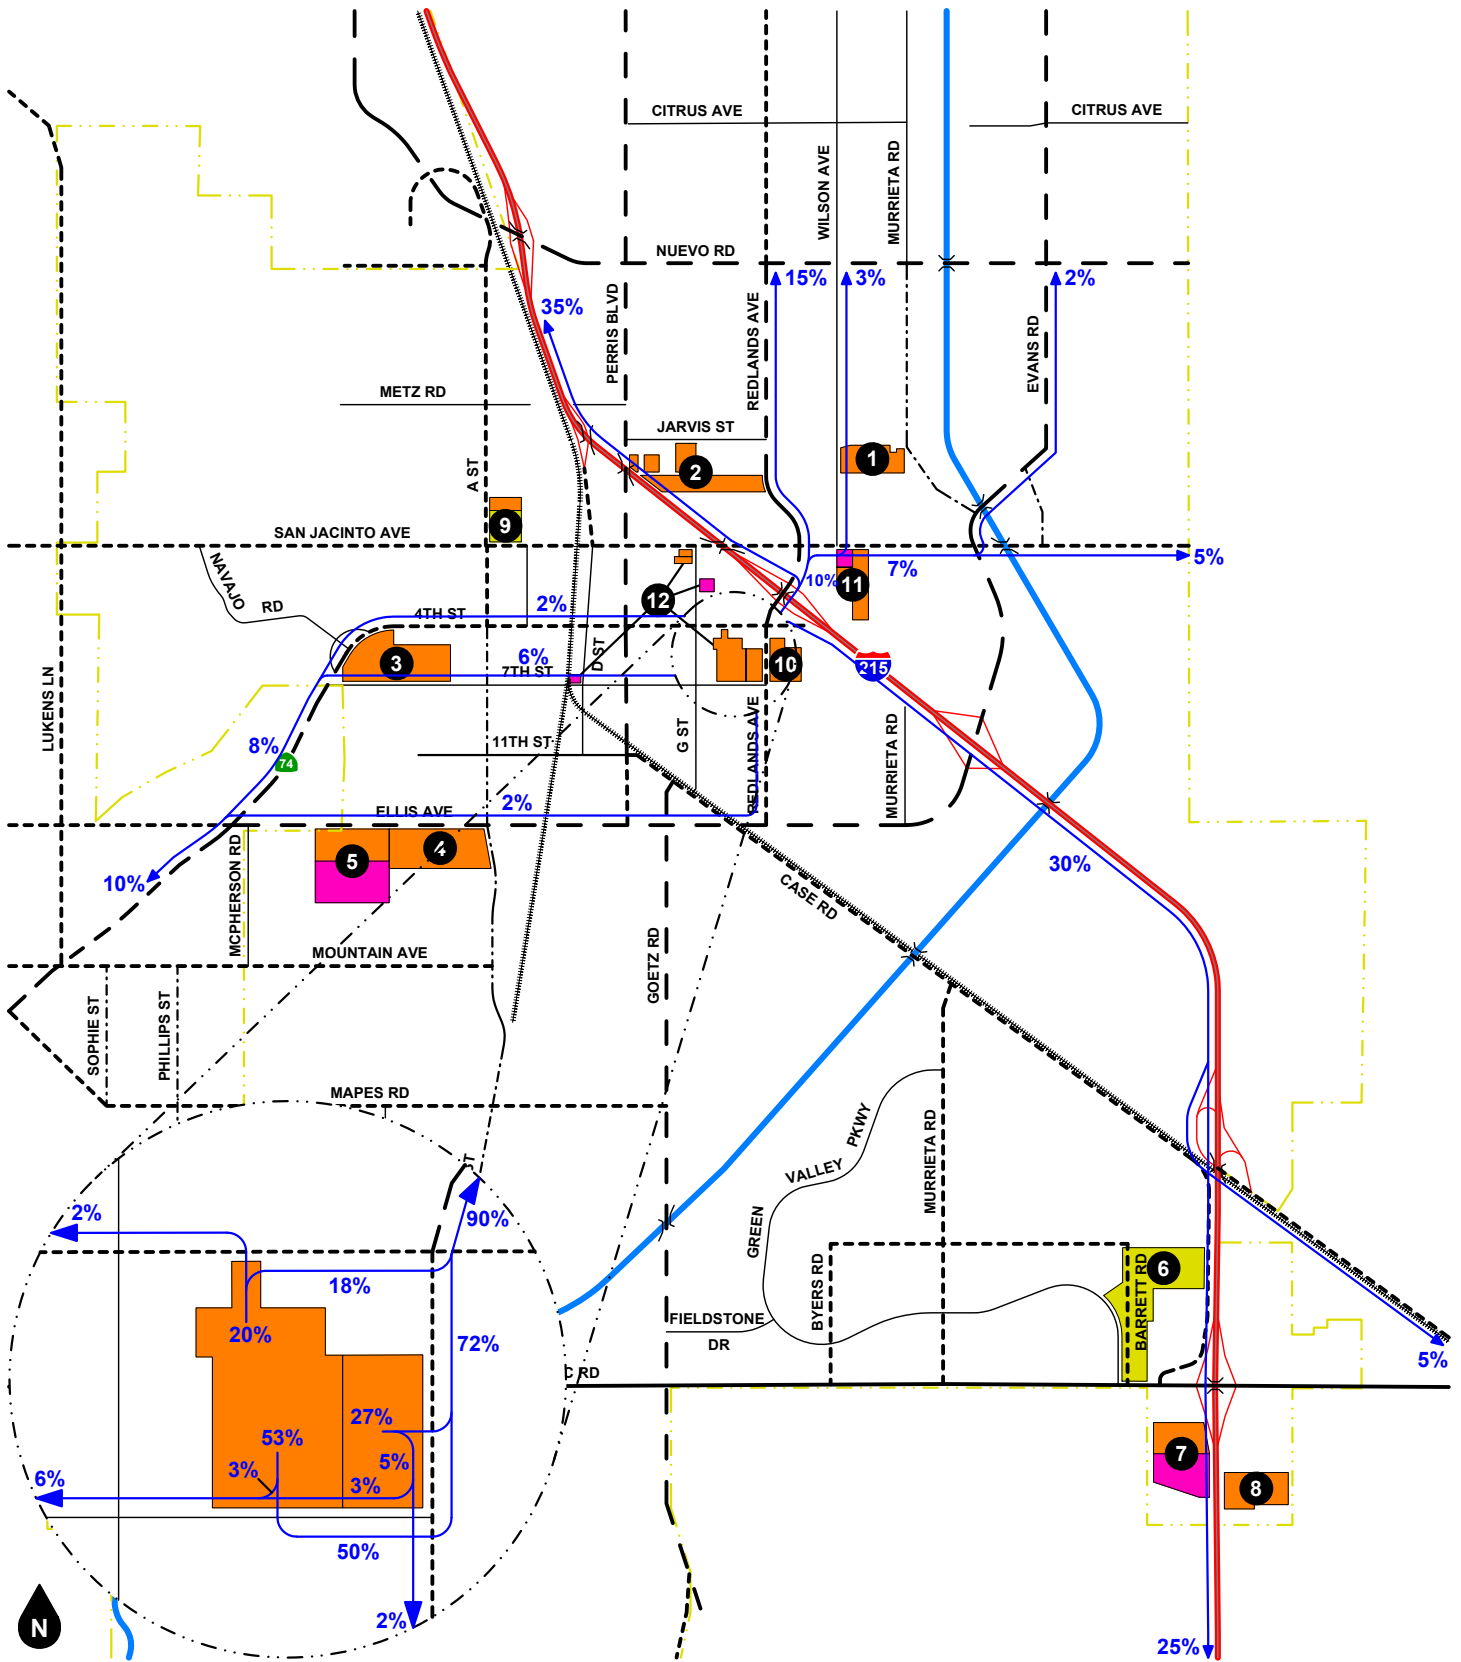 CITRUS AVE
CITRUS AVE
WILSON AVE
MURRIETA RD
NUEVO RD
15%
3%
2%
35%
PERRIS BLVD
REDLANDS AVE
EVANS RD
METZ RD
JARVIS ST
A ST
1
2
9
SAN JACINTO AVE
5%
7%
10%
11
NAVAJO
RD
12
4TH ST
2%
D ST
6%
7TH ST
3
10
215
LUKENS LN
8%
74
11TH ST
G ST
REDLANDS AVE
MURRIETA RD
ELLIS AVE
2%
5
4
30%
10%
MCPHERSON RD
CASE RD
MOUNTAIN AVE
GOETZ RD
SOPHIE ST
PHILLIPS ST
MAPES RD
GREEN
VALLEY
PKWY
MURRIETA RD
ST
2%
90%
18%
20%
72%
BYERS RD
BARRETT RD
6
FIELDSTONE
DR
5%
C RD
27%
53%
5%
3%
3%
6%
50%
7
8
2%
25%
N